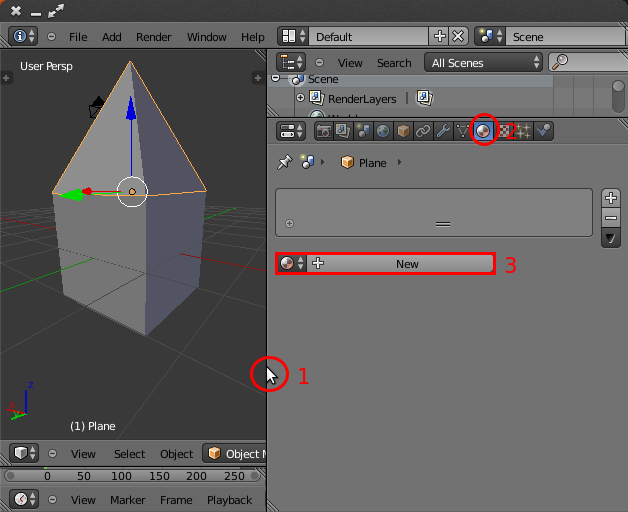 File Add Render Window Help Default Scene
User Persp
View Search All Scenes
Scene
RenderLayers |
2
Plane
New
3
1
z
(1) Plane
View Select Object Object M
0 50 100 150 200 250
View Marker Frame Playback